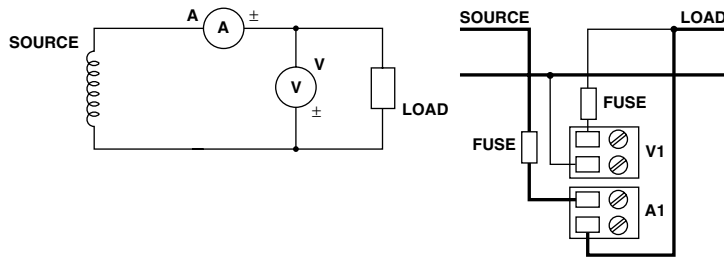 A ±
A
SOURCE
V
V
±
LOAD
SOURCE
LOAD
FUSE
FUSE
V1
A1